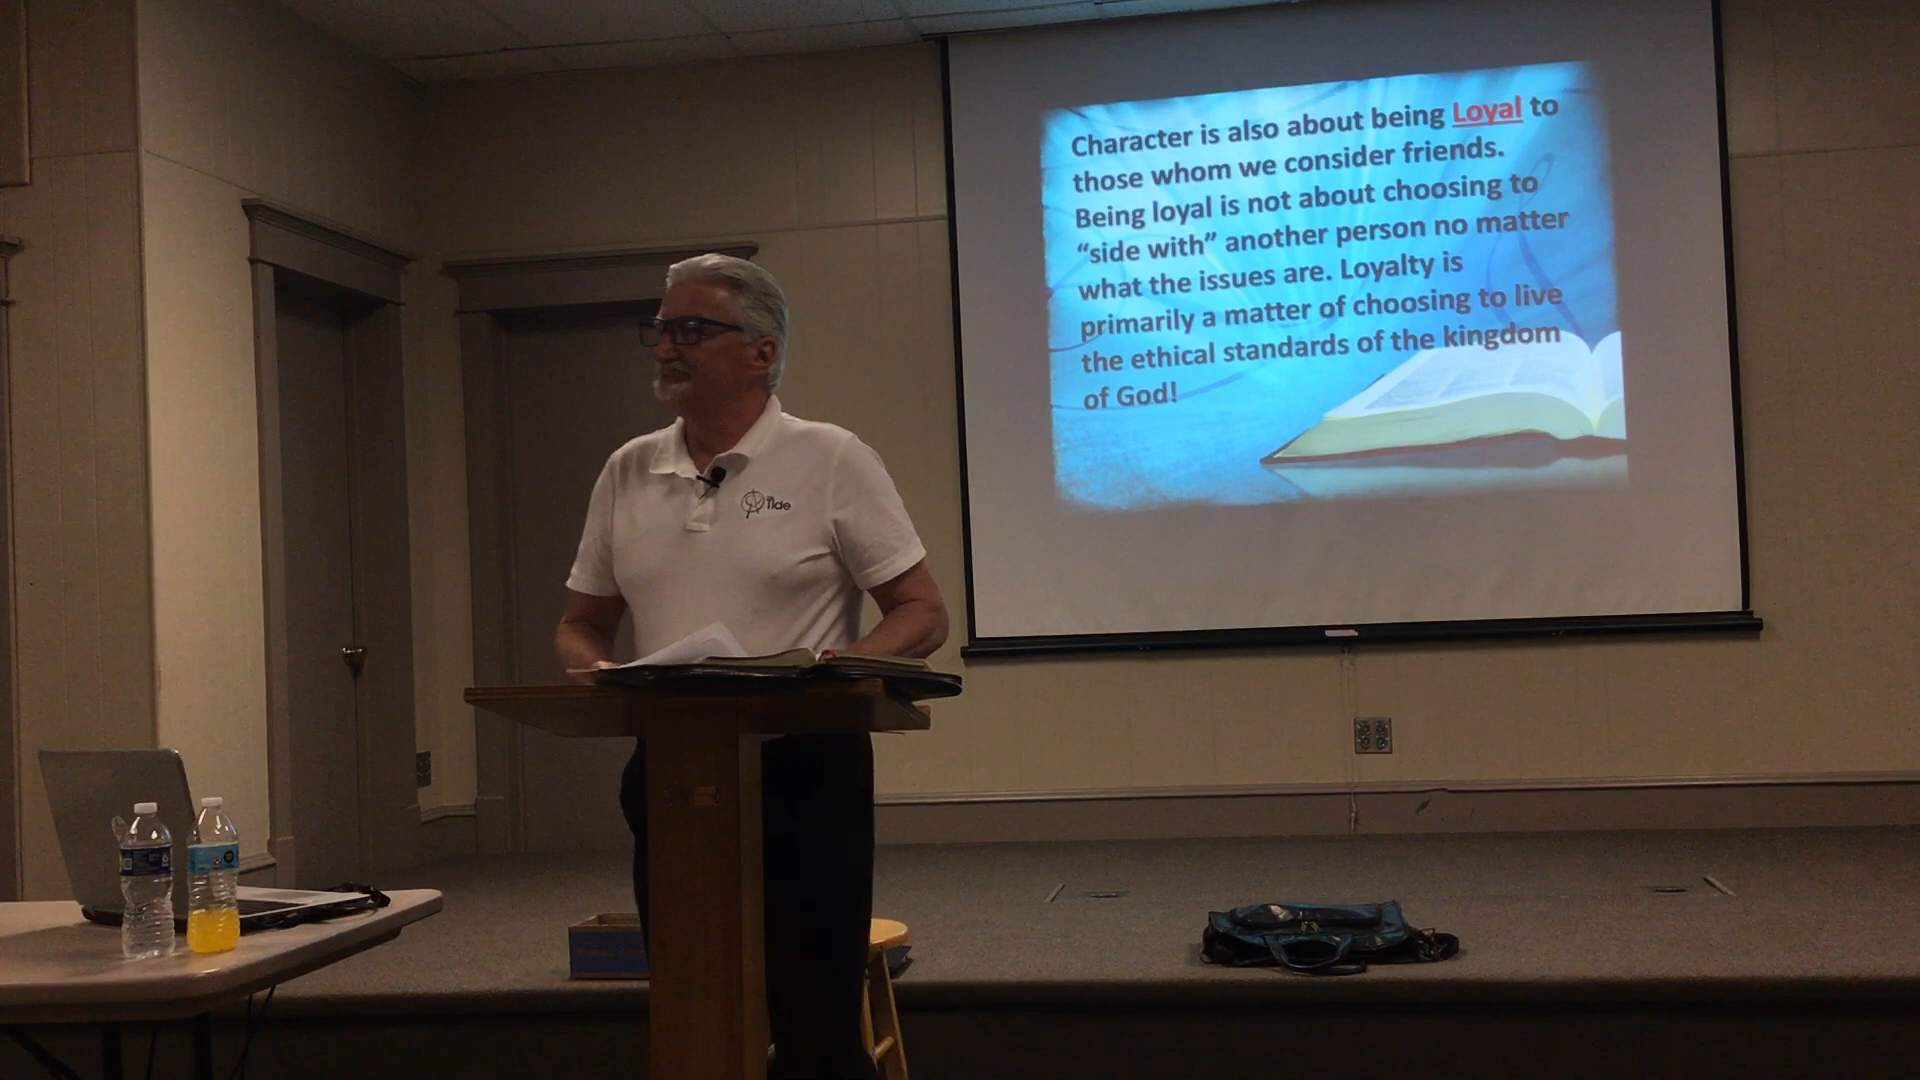 Character is also about being Loyal to
those whom we consider friends.
Being loyal is not about choosing to
“side with” another person no matter
what the issues are. Loyalty is
primarily a matter of choosing to live
the ethical standards of the kingdom
of God!
Tide